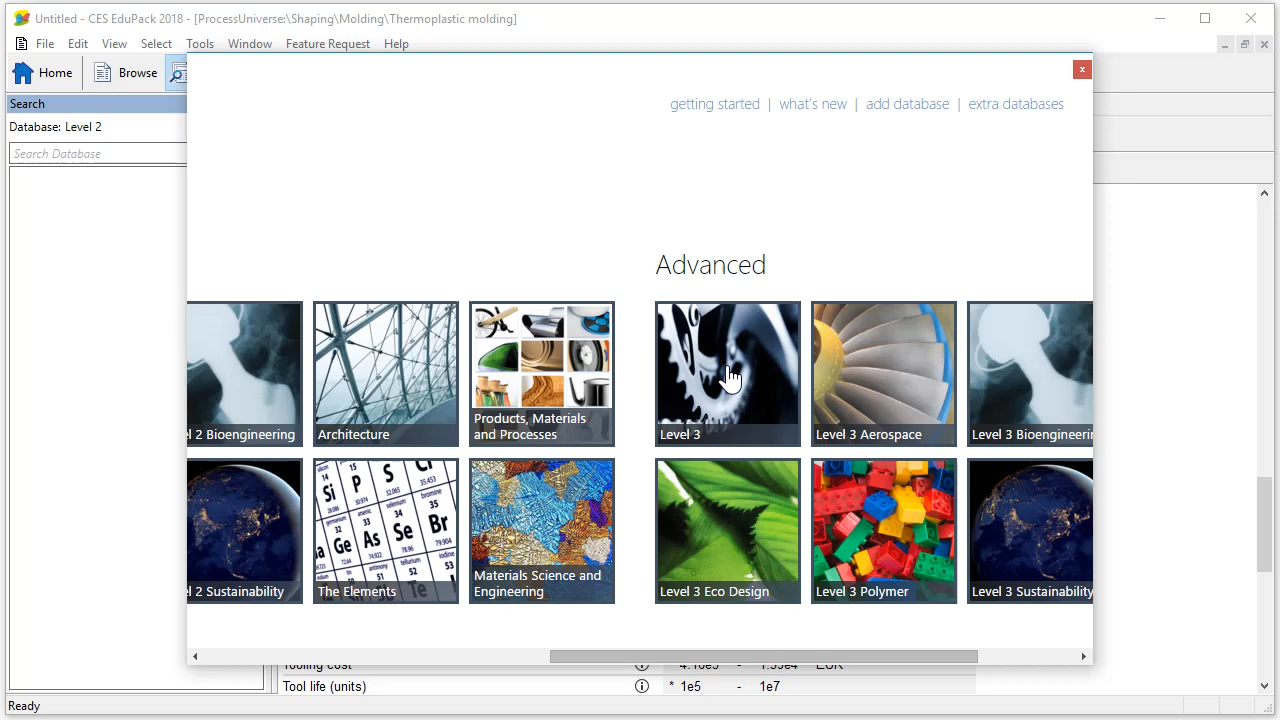 Untitled - CES EduPack 2018 - [ProcessUniverse:\Shaping\Molding\Thermoplastic molding]
File Edit View Select Tools Window Feature Request Help
Home Browse
Search
Database: Level 2
Search Database
getting started | what's new | add database | extra databases
Advanced
2 Bioengineering
Architecture
Products, Materials
and Processes
Level 3
Level 3 Aerospace
Level 3
2 Sustainability
The Elements
Materials Science and
Engineering
Level 3 Eco Design
Level 3 Polymer
Level 3 Sustainability
Tooling cost EUR
Tool life (units) * 1e5 - 1e7
Ready